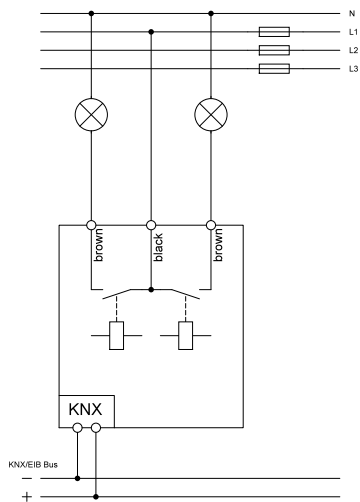 N
L1
L2
L3
brown
black
brown
KNX
KNX/EIB Bus
−
+